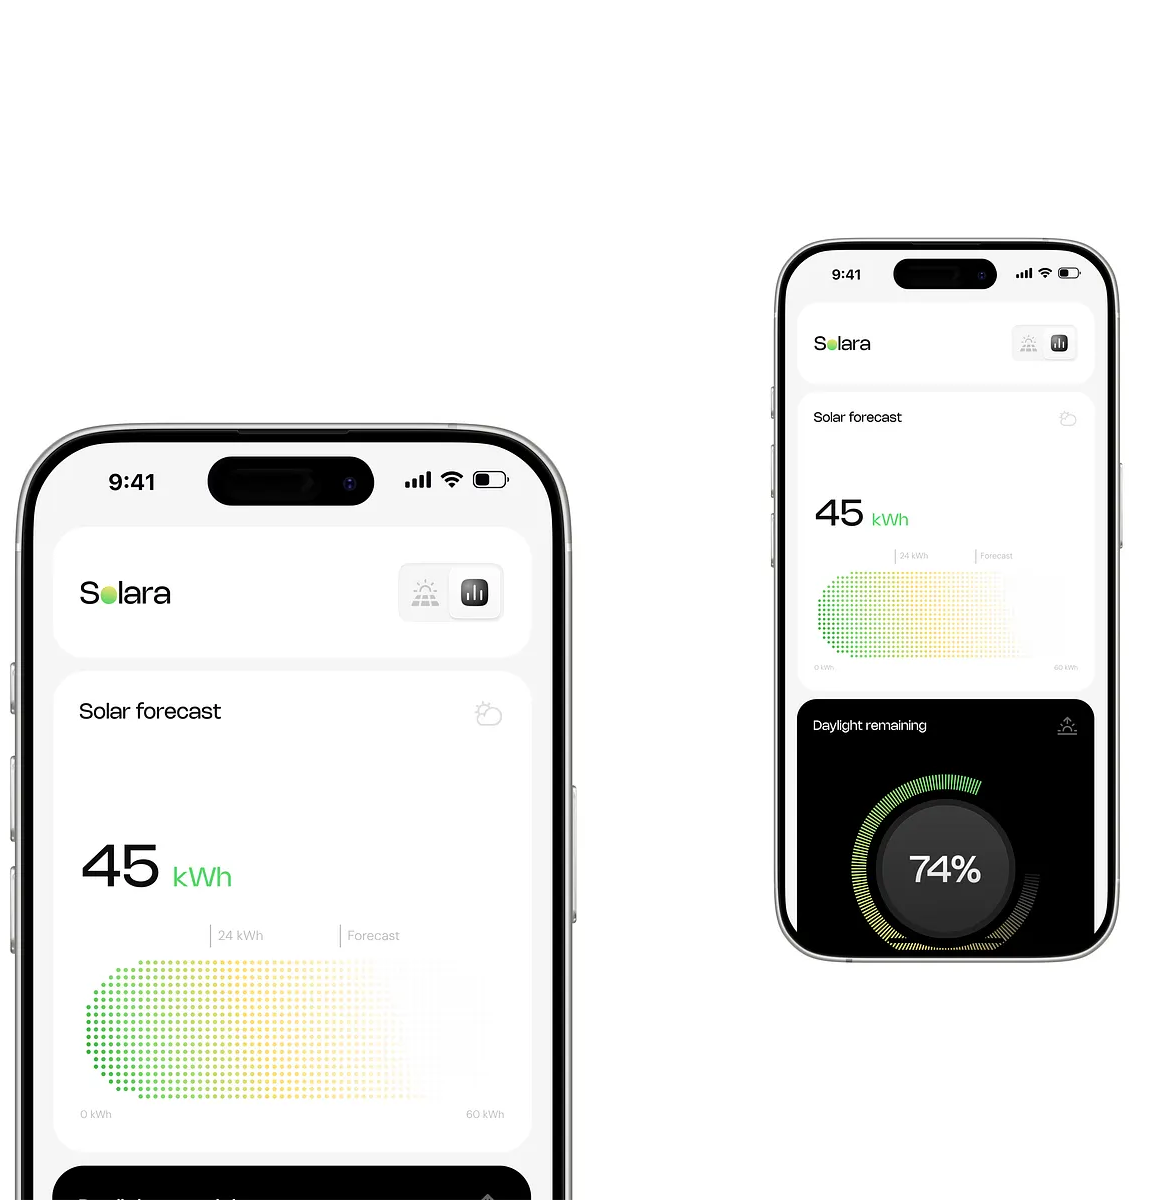 9:41
Solara
Solar forecast
45 kWh
24 kWh
Forecast
0 kWh
60 kWh
9:41
Solara
Solar forecast
45 kWh
24 kWh
Forecast
0 kWh
60 kWh
Daylight remaining
74%